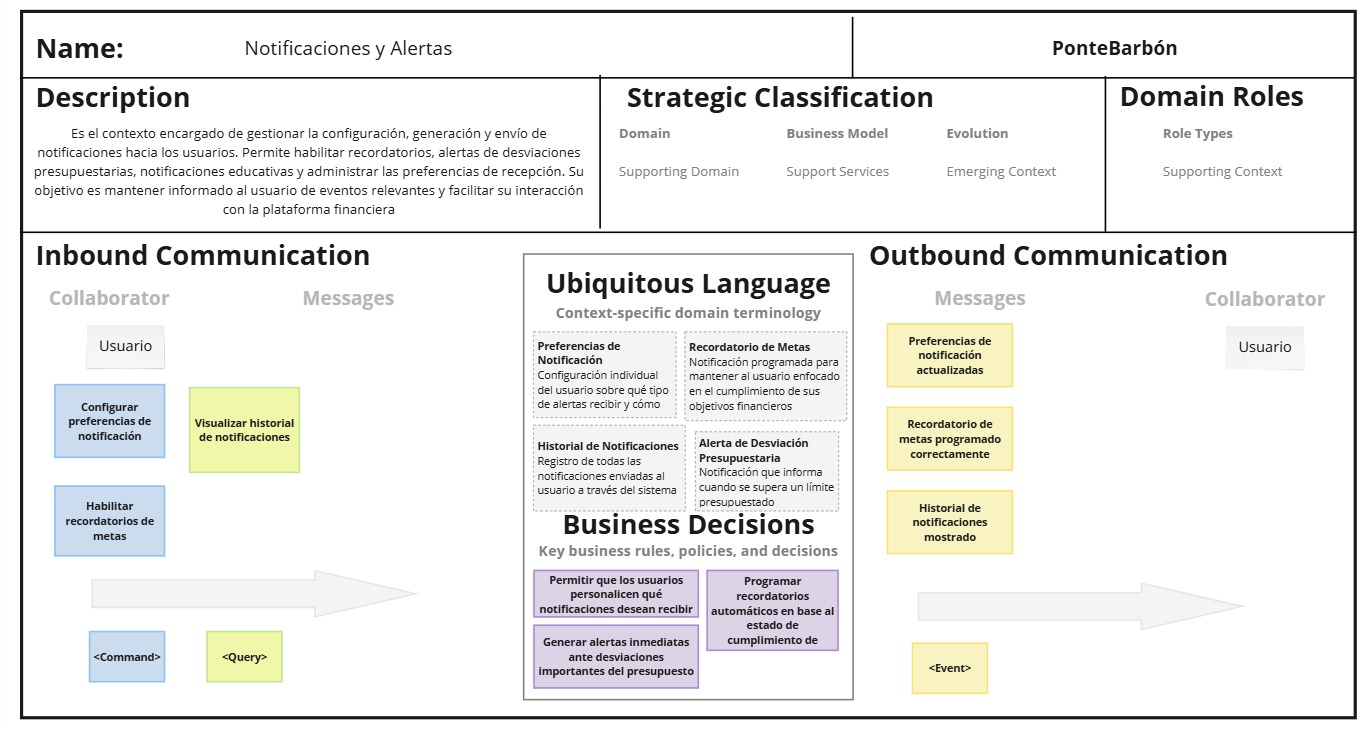 Name:
Notificaciones y Alertas
PonteBarbón
Description
Es el contexto encargado de gestionar la configuración, generación y envío de
notificaciones hacia los usuarios. Permite habilitar recordatorios, alertas de desviaciones
presupuestarias, notificaciones educativas y administrar las preferencias de recepción. Su
objetivo es mantener informado al usuario de eventos relevantes y facilitar su interacción
con la plataforma financiera
Strategic Classification
Domain
Business Model
Evolution
Supporting Domain
Support Services
Emerging Context
Domain Roles
Role Types
Supporting Context
Inbound Communication
Collaborator
Messages
Usuario
Configurar
preferencias de
notificación
Visualizar historial
de notificaciones
Habilitar
recordatorios de
metas
<Command>
<Query>
Ubiquitous Language
Context-specific domain terminology
Preferencias de
Notificación
Configuración individual
del usuario sobre qué tipo
de alertas recibir y cómo
Recordatorio de Metas
Notificación programada para
mantener al usuario enfocado
en el cumplimiento de sus
objetivos financieros
Historial de Notificaciones
Registro de todas las
notificaciones enviadas al
usuario a través del sistema
Alerta de Desviación
Presupuestaria
Notificación que informa
cuando se supera un límite
presupuestado
Business Decisions
Key business rules, policies, and decisions
Permitir que los usuarios
personalicen qué
notificaciones desean recibir
Programar
recordatorios
automáticos en base al
estado de
cumplimiento de
Generar alertas inmediatas
ante desviaciones
importantes del presupuesto
Outbound Communication
Messages
Collaborator
Preferencias de
notificación
actualizadas
Usuario
Recordatorio de
metas programado
correctamente
Historial de
notificaciones
mostrado
<Event>